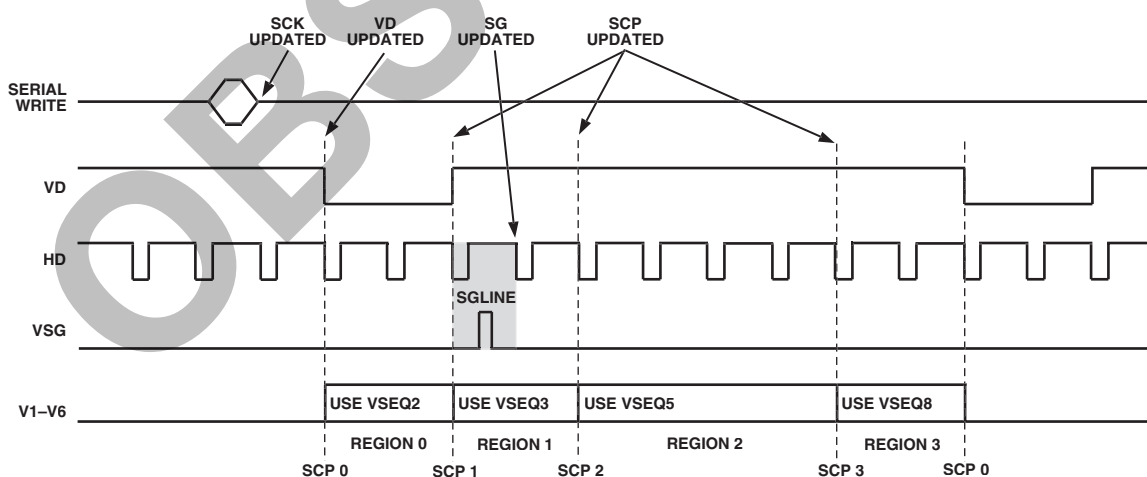 SCK
UPDATED
VD
UPDATED
SG
UPDATED
SCP
UPDATED
SERIAL
WRITE
VD
HD
SGLINE
VSG
V1–V6
USE VSEQ2
USE VSEQ3
USE VSEQ5
USE VSEQ8
REGION 0
REGION 1
REGION 2
REGION 3
SCP 0
SCP 1
SCP 2
SCP 3
SCP 0
OBS